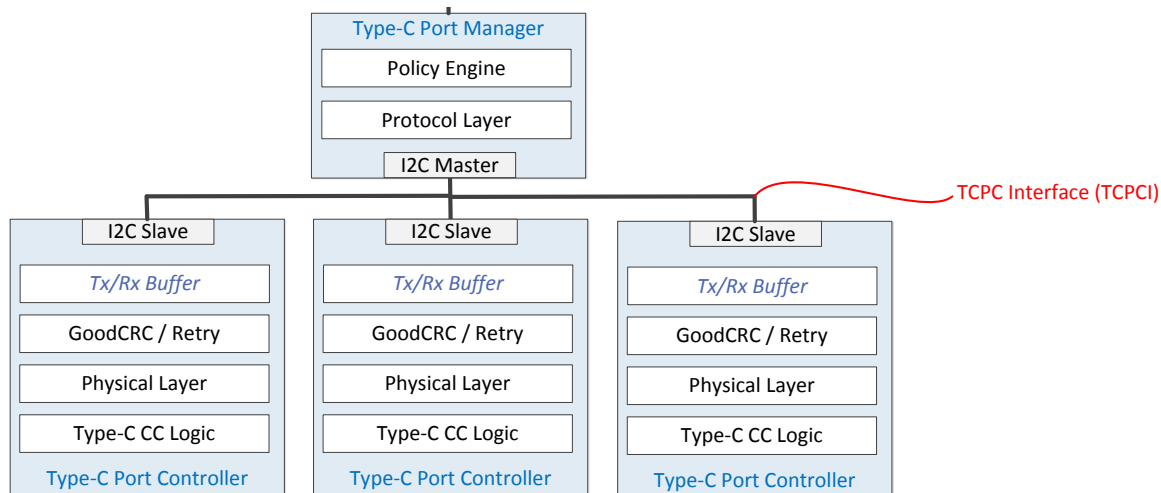 Type-C Port Manager
Policy Engine
Protocol Layer
I2C Master
TCPC Interface (TCPCI)
I2C Slave
Tx/Rx Buffer
GoodCRC / Retry
Physical Layer
Type-C CC Logic
Type-C Port Controller
I2C Slave
Tx/Rx Buffer
GoodCRC / Retry
Physical Layer
Type-C CC Logic
Type-C Port Controller
I2C Slave
Tx/Rx Buffer
GoodCRC / Retry
Physical Layer
Type-C CC Logic
Type-C Port Controller